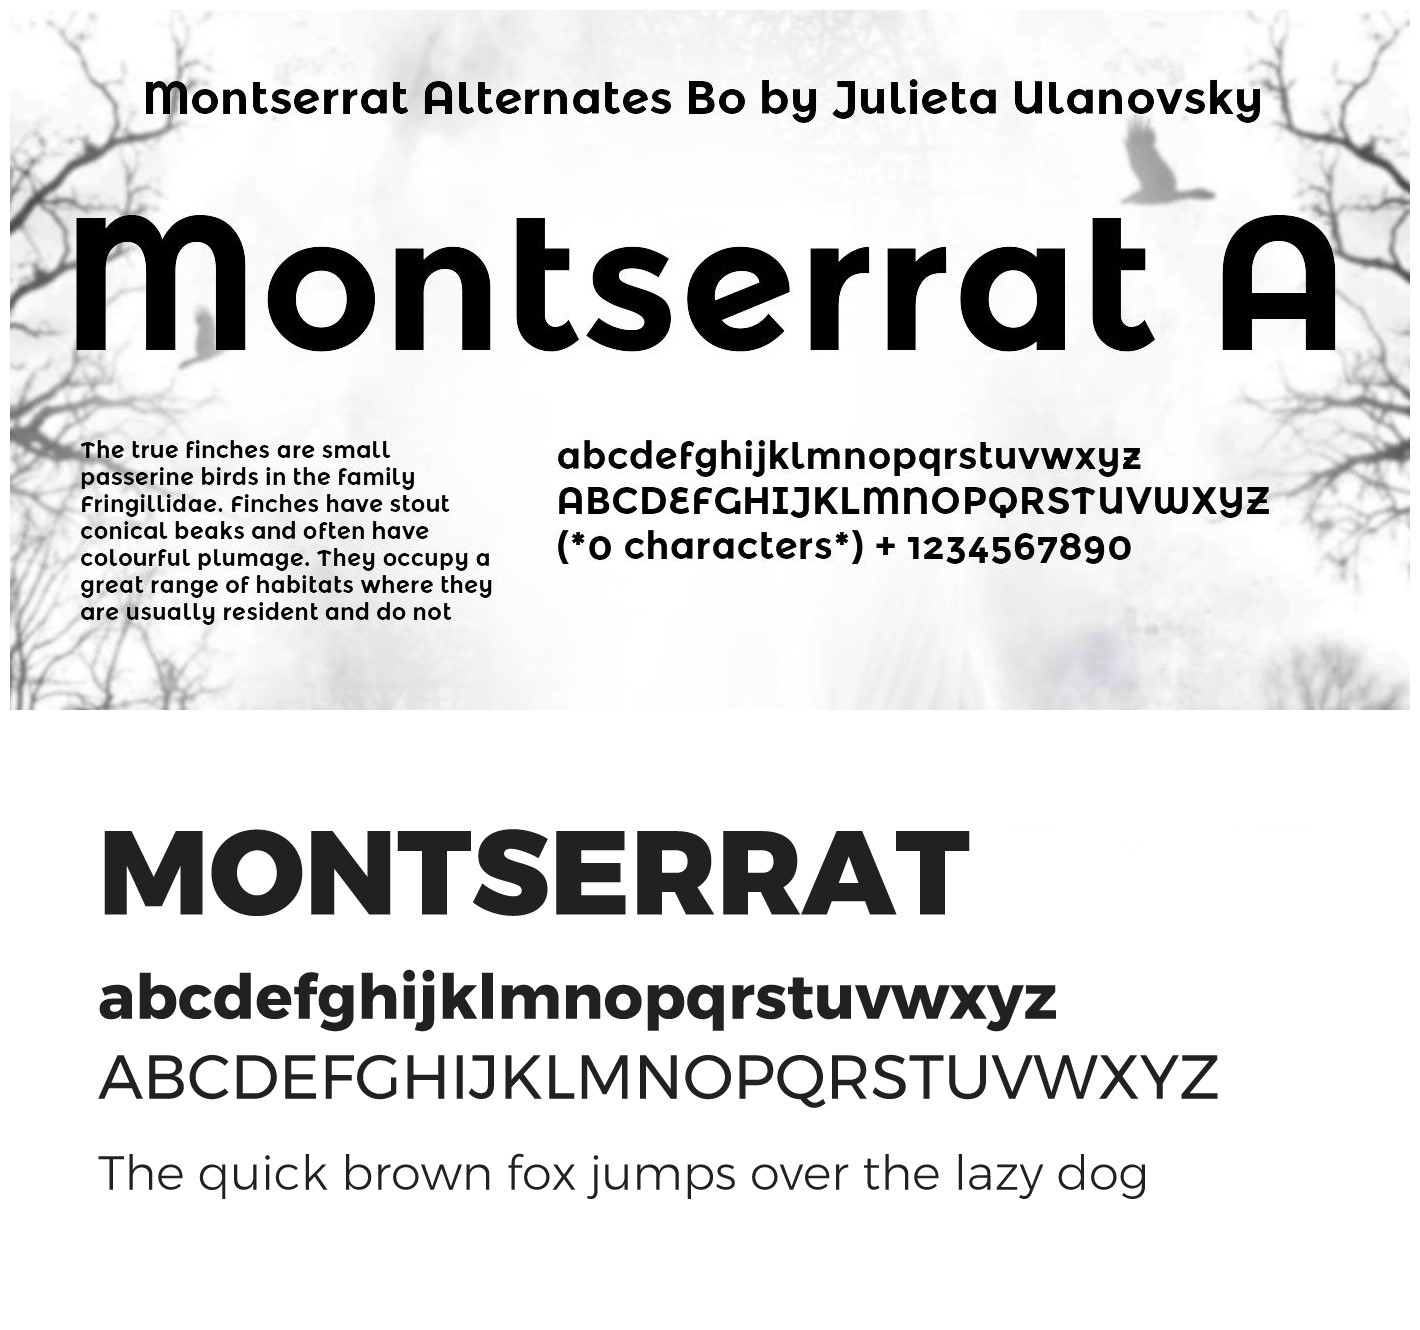 Montserrat Alternates Bo by Julieta Ulanovsky
Montserrat A
The true finches are small
passerine birds in the family
Fringillidae. Finches have stout
conical beaks and often have
colourful plumage. They occupy a
great range of habitats where they
are usually resident and do not
abcdefghijklmnopqrstuvwxyz
ABCDEFGHIJKLMNOPQRSTUVWXYZ
(*0 characters*) + 1234567890
MONTSERRAT
abcdefghijklmnopqrstuvwxyz
ABCDEFGHIJKLMNOPQRSTUVWXYZ
The quick brown fox jumps over the lazy dog